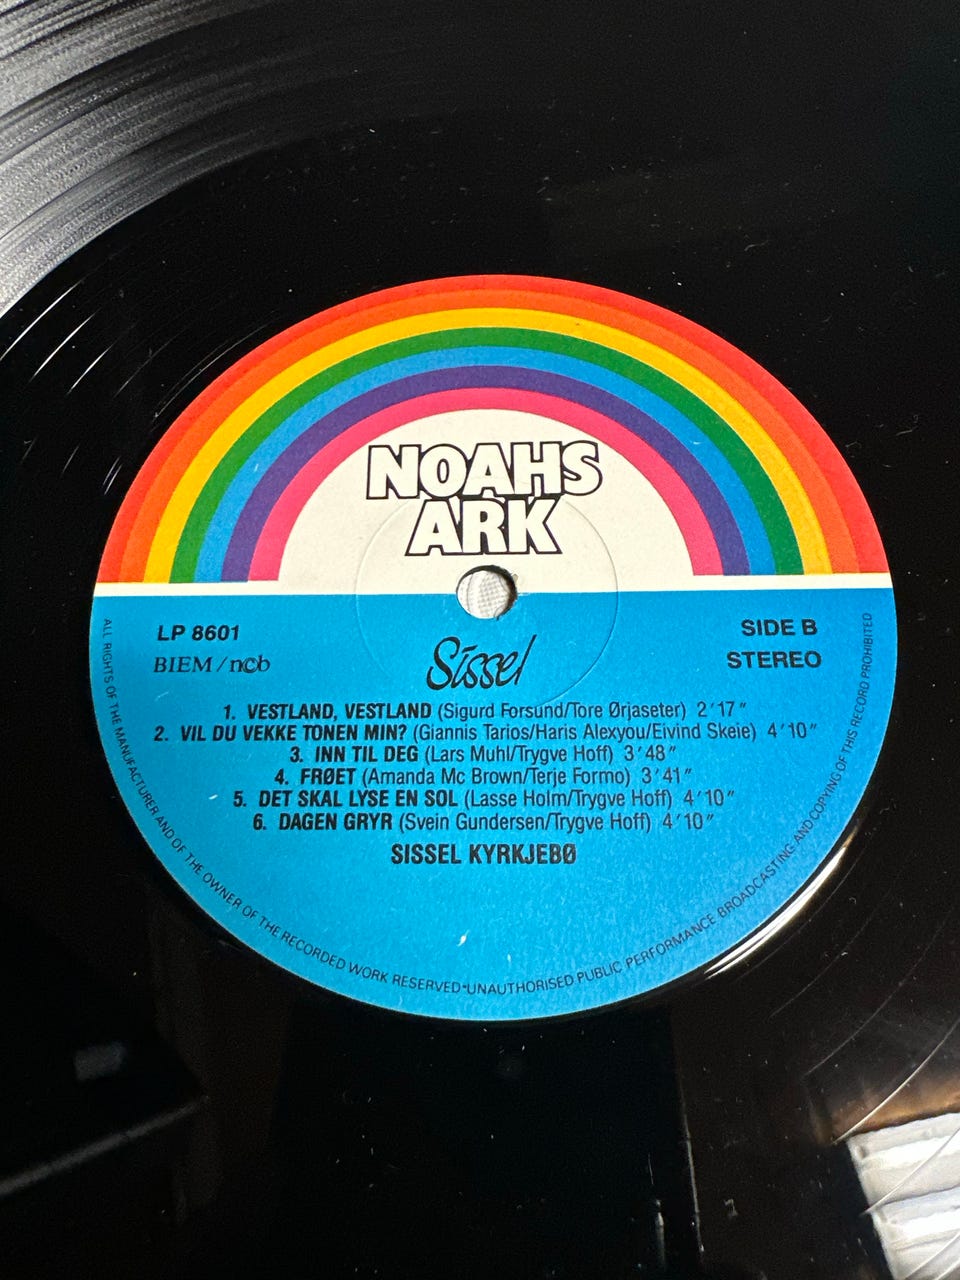 NOAHS
ARK
LP 8601
BIEM/ncb
SIDE B
STEREO
Sissel
1. VESTLAND, VESTLAND (Sigurd Førsund/Tore Ørjaseter) 2'17"
2. VIL DU VEKKE TONEN MIN? (Giannis Tarios/Haris Alexyou/Eivind Skeie) 4'10"
3. INN TIL DEG (Lars Muhl/Trygve Hoff) 3'48"
4. FRØET (Amanda Mc Brown/Terje Formo) 3'41"
5. DET SKAL LYSE EN SOL (Lasse Holm/Trygve Hoff) 4'10"
6. DAGEN GRYR (Svein Gundersen/Trygve Hoff) 4'10"
SISSEL KYRKJEBØ
ALL RIGHTS OF THE MANUFACTURER AND OF THE OWNER OF THE RECORDED WORK RESERVED • UNAUTHORISED PUBLIC PERFORMANCE BROADCASTING AND COPYING OF THIS RECORD PROHIBITED